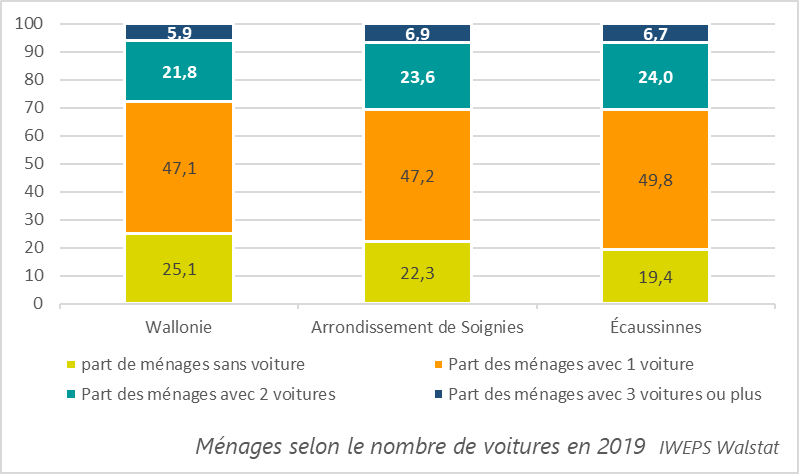 100
90
80
70
60
50
40
30
20
10
0
5,9 6,9 6,7
21,8 23,6 24,0
47,1 47,2 49,8
25,1 22,3 19,4
Wallonie Arrondissement de Soignies Écaussinnes
part de ménages sans voiture Part des ménages avec 1 voiture
Part des ménages avec 2 voitures Part des ménages avec 3 voitures ou plus
Ménages selon le nombre de voitures en 2019 IWEPS Walstat